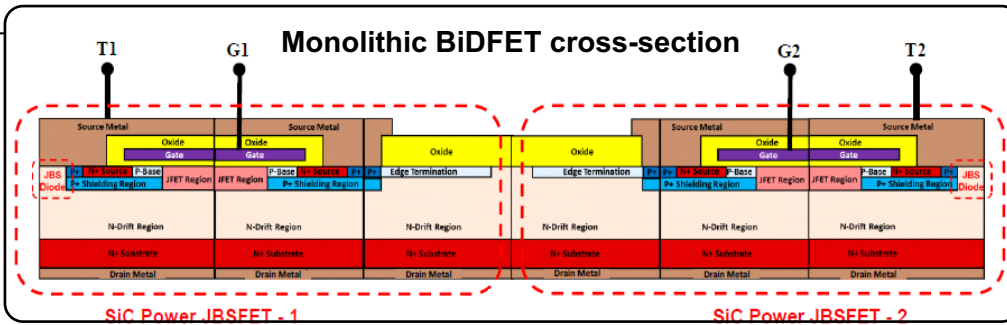 Monolithic BiDFET cross-section
T1 G1 G2 T2
Source Metal Source Metal Source Metal Source Metal
Oxide Oxide Oxide Oxide Oxide Oxide
Gate Gate Gate Gate
JBS Diode P+ N+ Source P-Base JFET Region JFET Region P-Base N+ Source P+ P+ Edge Termination Edge Termination P+ P+ N+ Source P-Base JFET Region JFET Region P-Base N+ Source P+ JBS Diode
P+ Shielding Region P+ Shielding Region P+ Shielding Region P+ Shielding Region
N-Drift Region N-Drift Region N-Drift Region N-Drift Region N-Drift Region N-Drift Region
N+ Substrate N+ Substrate N+ Substrate N+ Substrate N+ Substrate N+ Substrate
Drain Metal Drain Metal Drain Metal Drain Metal Drain Metal Drain Metal
SiC Power JBSFET - 1 SiC Power JBSFET - 2